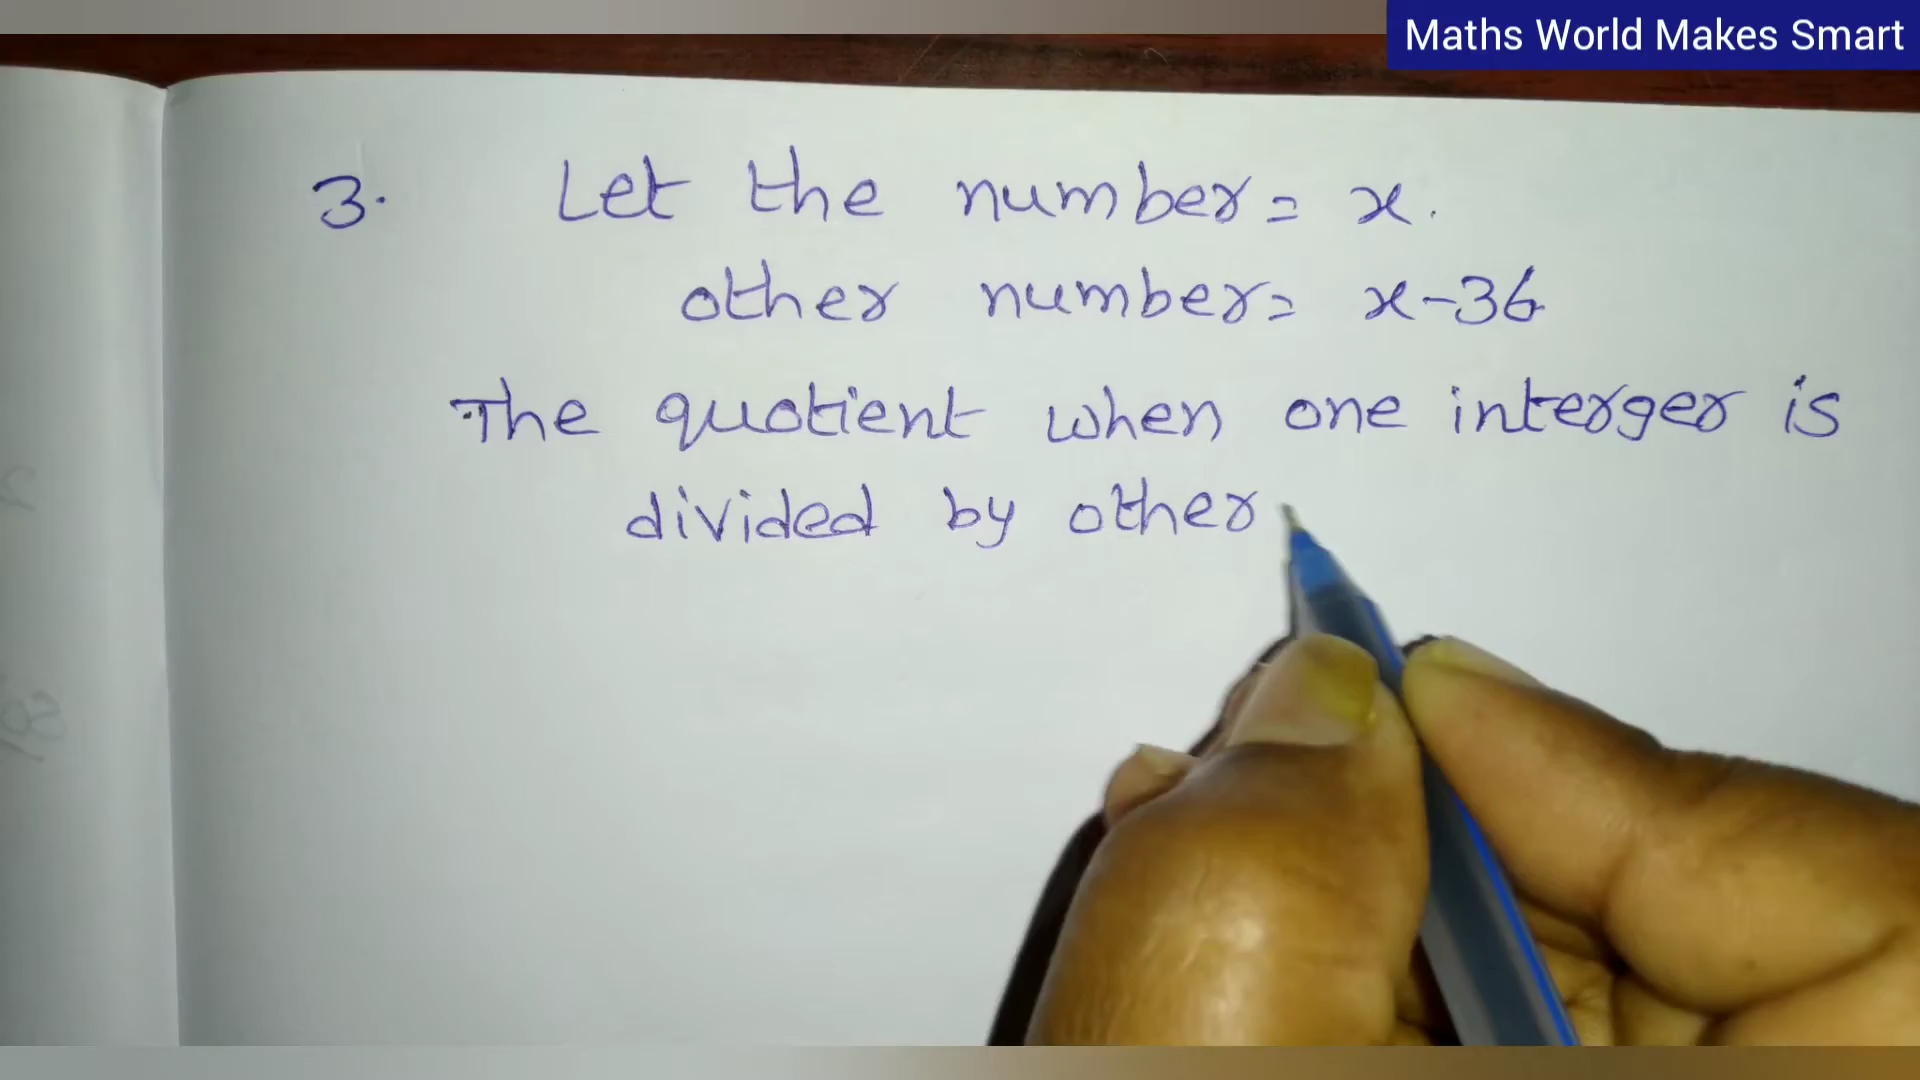 Maths World Makes Smart
3. Let the number = x.
other number = x-36
The quotient when one interger is
divided by other